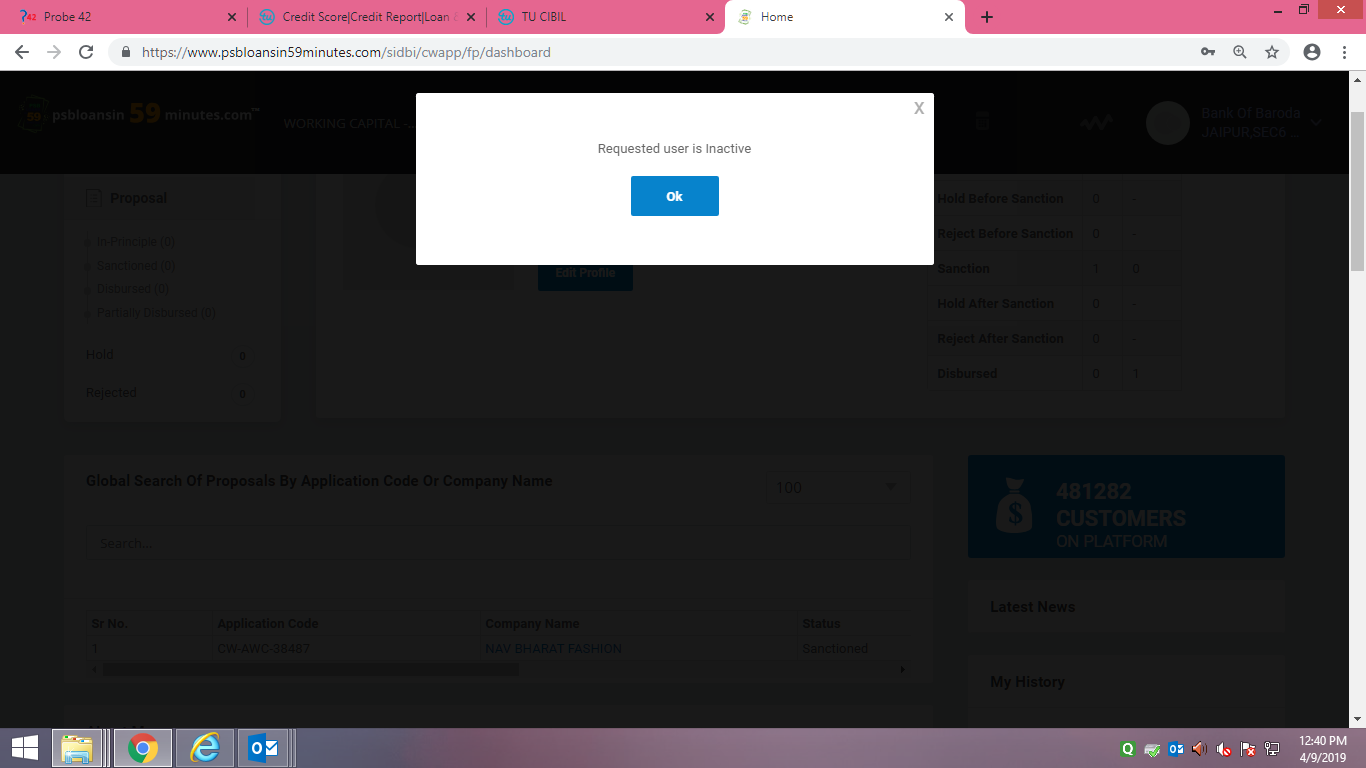 Probe 42
Credit Score|Credit Report|Loan &
TU CIBIL
Home
https://www.psbloansin59minutes.com/sidbi/cwapp/fp/dashboard
psbloansin 59 minutes.com™
WORKING CAPITAL -...
Bank Of Baroda
JAIPUR,SEC6 ...
X
Requested user is Inactive
Ok
Proposal
In-Principle (0)
Sanctioned (0)
Disbursed (0)
Partially Disbursed (0)
Hold 0
Rejected 0
Edit Profile
Hold Before Sanction 0 -
Reject Before Sanction 0 -
Sanction 1 0
Hold After Sanction 0 -
Reject After Sanction 0 -
Disbursed 0 1
Global Search Of Proposals By Application Code Or Company Name
100
Search...
Sr No. Application Code Company Name Status
1 CW-AWC-38487 NAV BHARAT FASHION Sanctioned
481282
CUSTOMERS
ON PLATFORM
Latest News
My History
12:40 PM
4/9/2019